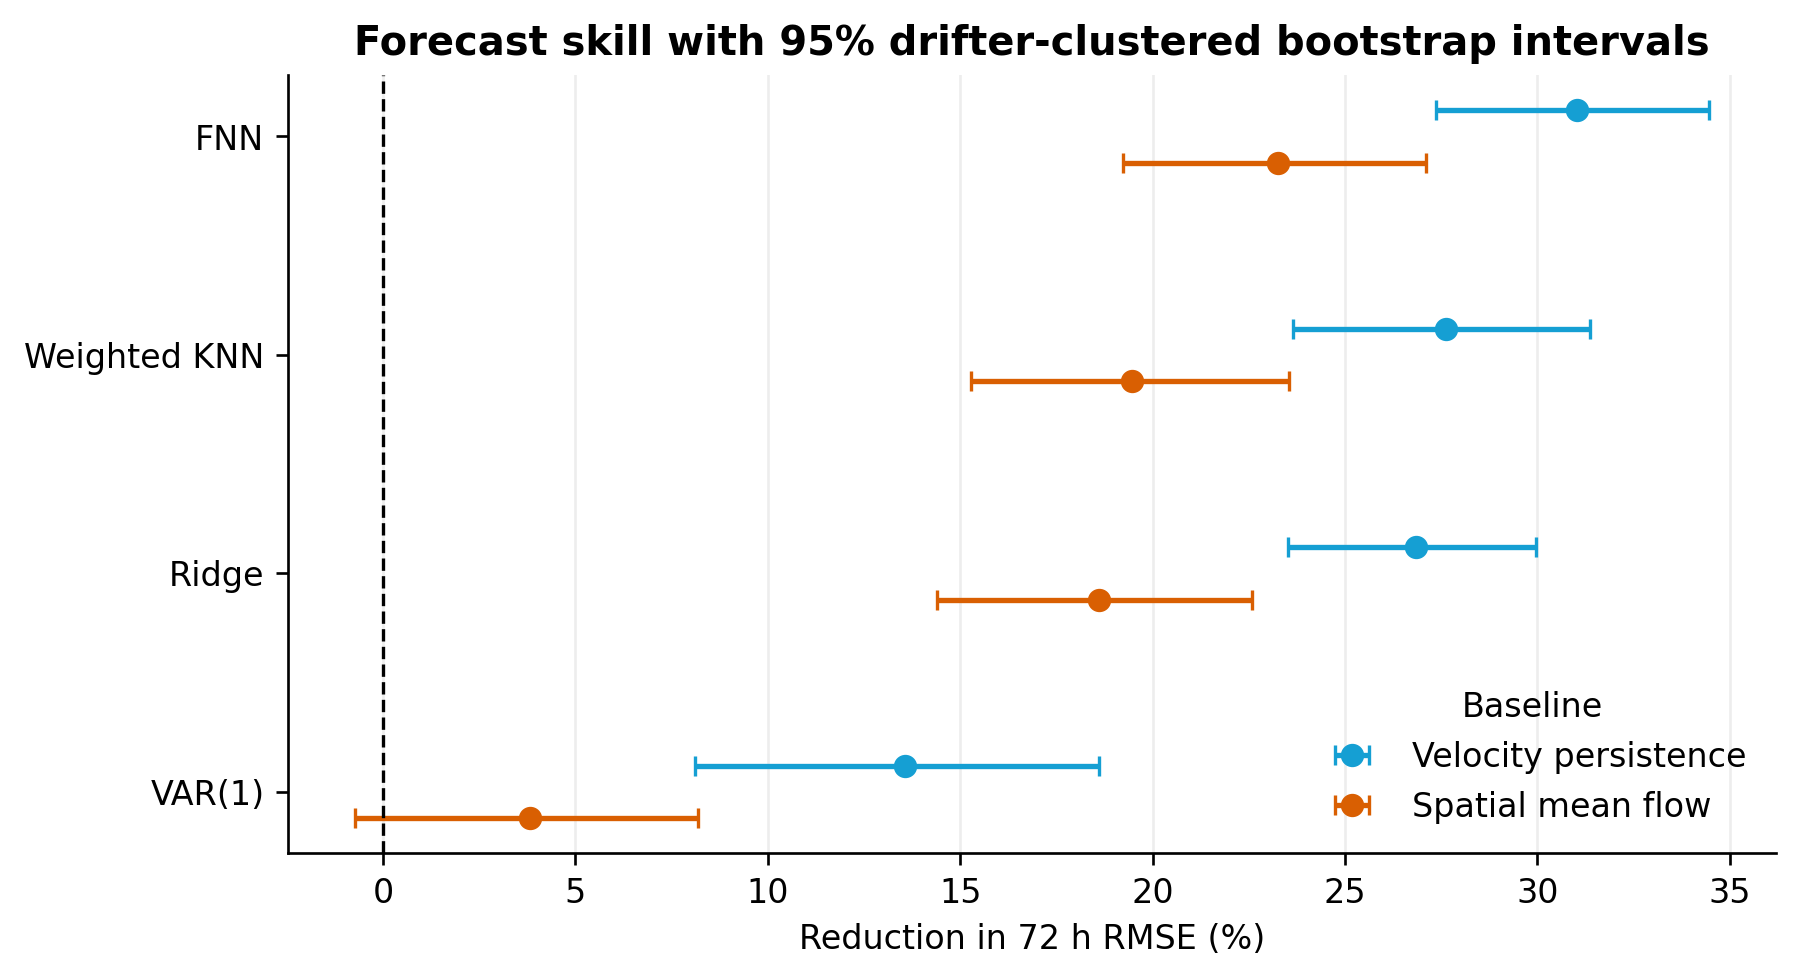 Forecast skill with 95% drifter-clustered bootstrap intervals
FNN
Weighted KNN
Ridge
VAR(1)
Baseline
Velocity persistence
Spatial mean flow
0 5 10 15 20 25 30 35
Reduction in 72 h RMSE (%)